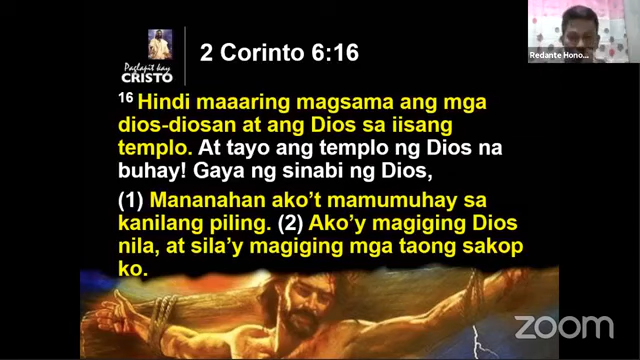 Paglapit kay
CRISTO
2 Corinto 6:16
Redante Hono...
16 Hindi maaaring magsama ang mga
dios-diosan at ang Dios sa iisang
templo. At tayo ang templo ng Dios na
buhay! Gaya ng sinabi ng Dios,
(1) Mananahan ako’t mamumuhay sa
kanilang piling. (2) Ako’y magiging Dios
nila, at sila’y magiging mga taong sakop
ko.
zoom